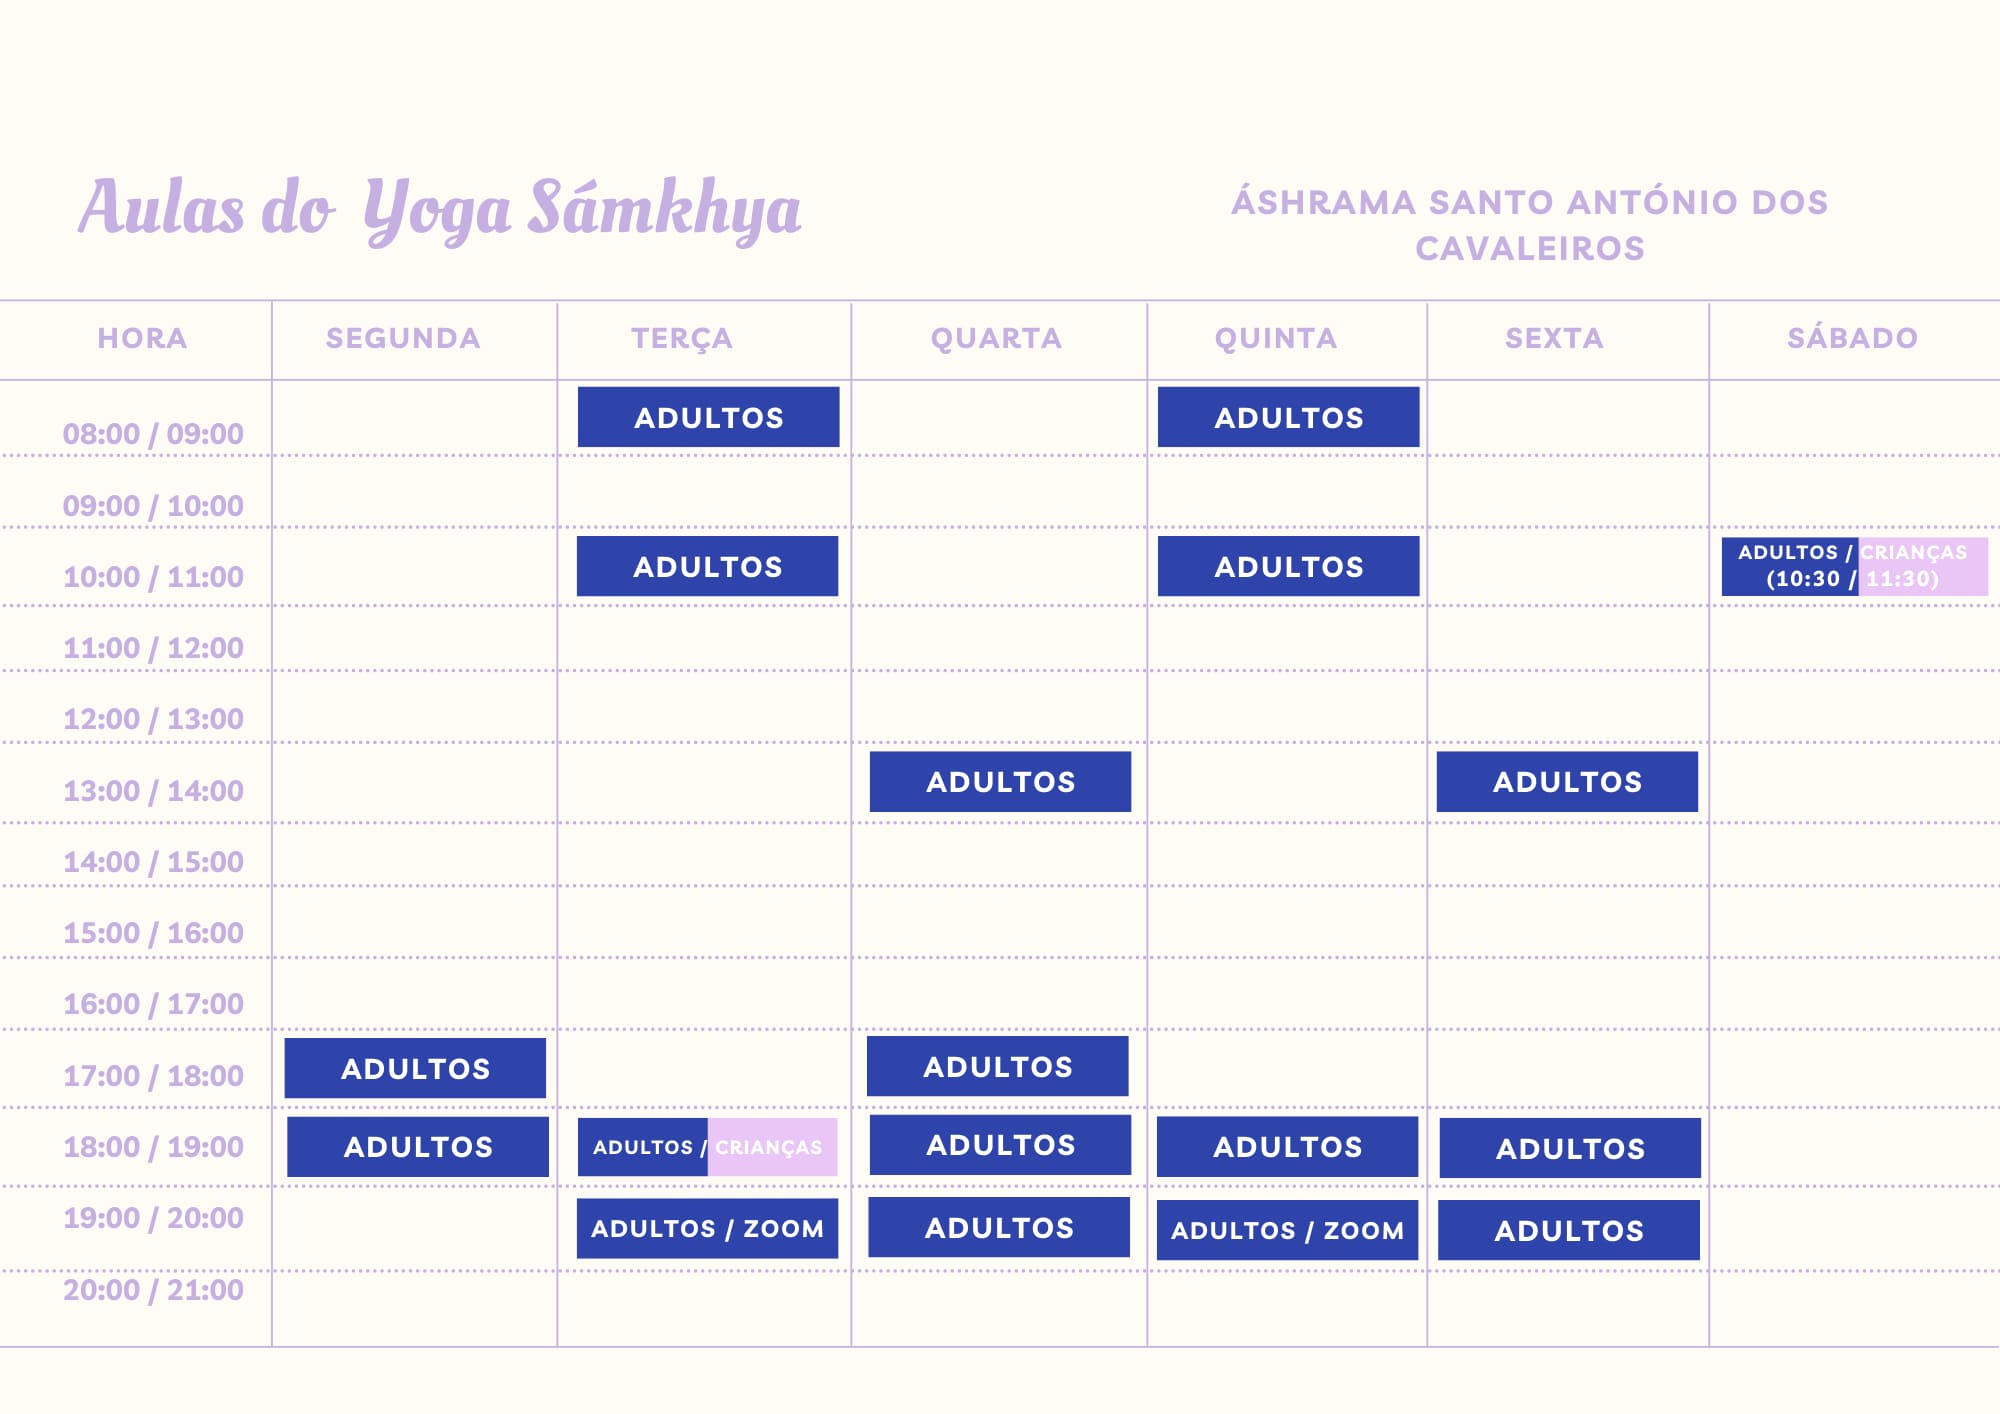 Aulas do Yoga Sámkhya
ÁSHRAMA SANTO ANTÓNIO DOS
CAVALEIROS
HORA SEGUNDA TERÇA QUARTA QUINTA SEXTA SÁBADO
08:00 / 09:00 ADULTOS ADULTOS
09:00 / 10:00
10:00 / 11:00 ADULTOS ADULTOS ADULTOS / CRIANÇAS
(10:30 / 11:30)
11:00 / 12:00
12:00 / 13:00
13:00 / 14:00 ADULTOS ADULTOS
14:00 / 15:00
15:00 / 16:00
16:00 / 17:00
17:00 / 18:00 ADULTOS ADULTOS
18:00 / 19:00 ADULTOS ADULTOS / CRIANÇAS ADULTOS ADULTOS ADULTOS
19:00 / 20:00 ADULTOS / ZOOM ADULTOS ADULTOS / ZOOM ADULTOS
20:00 / 21:00